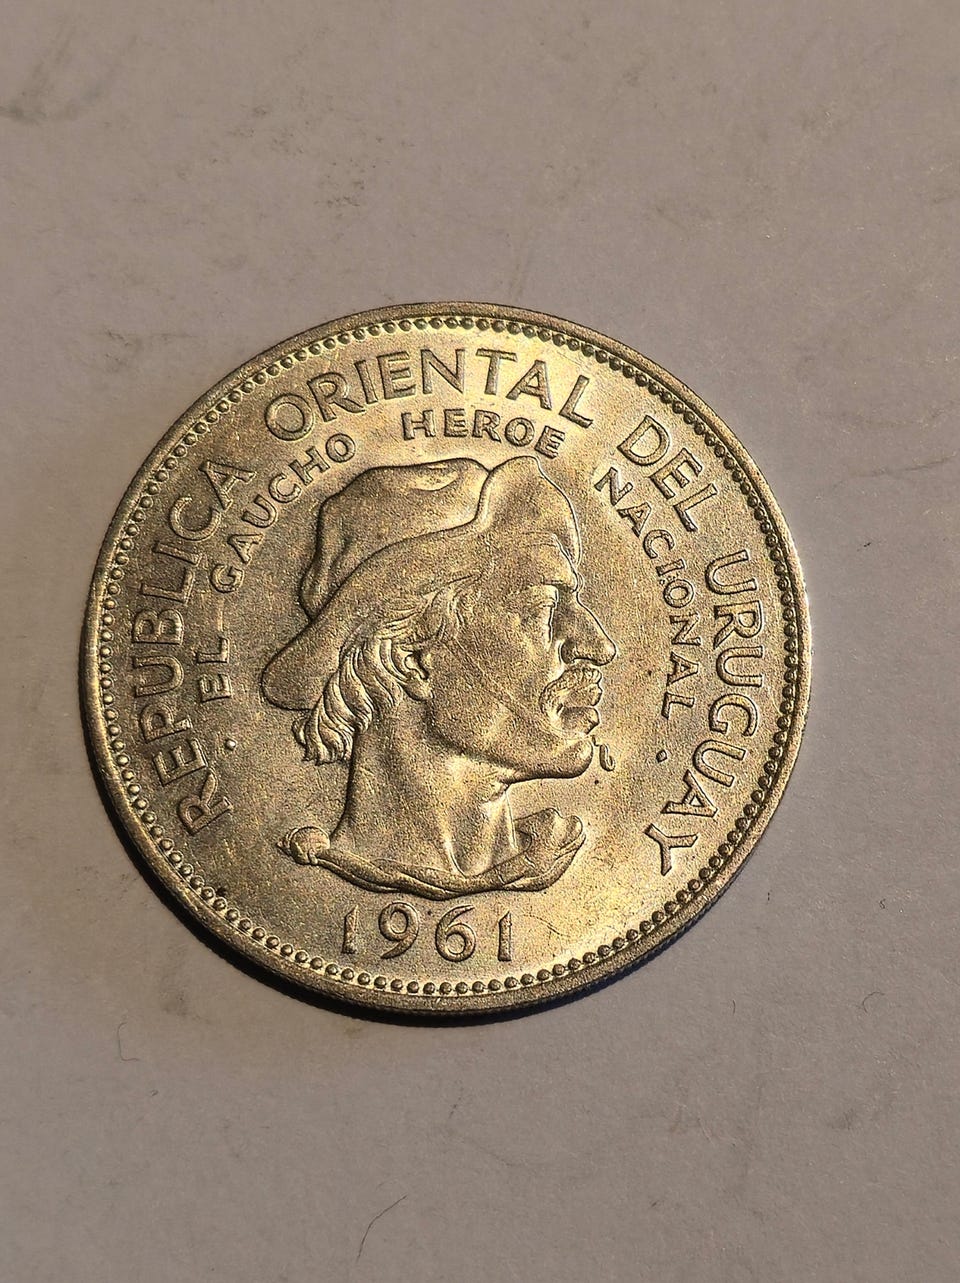 REPUBLICA ORIENTAL DEL URUGUAY
· EL GAUCHO HEROE NACIONAL ·
1961